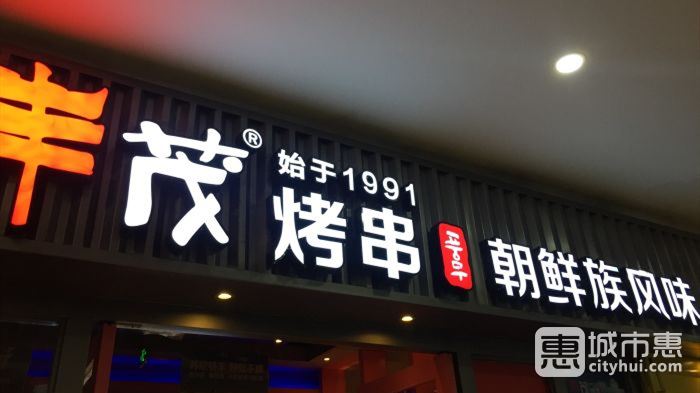 丰茂®
始于1991
烤串
朝鲜族风味
惠 城市惠
cityhui.com